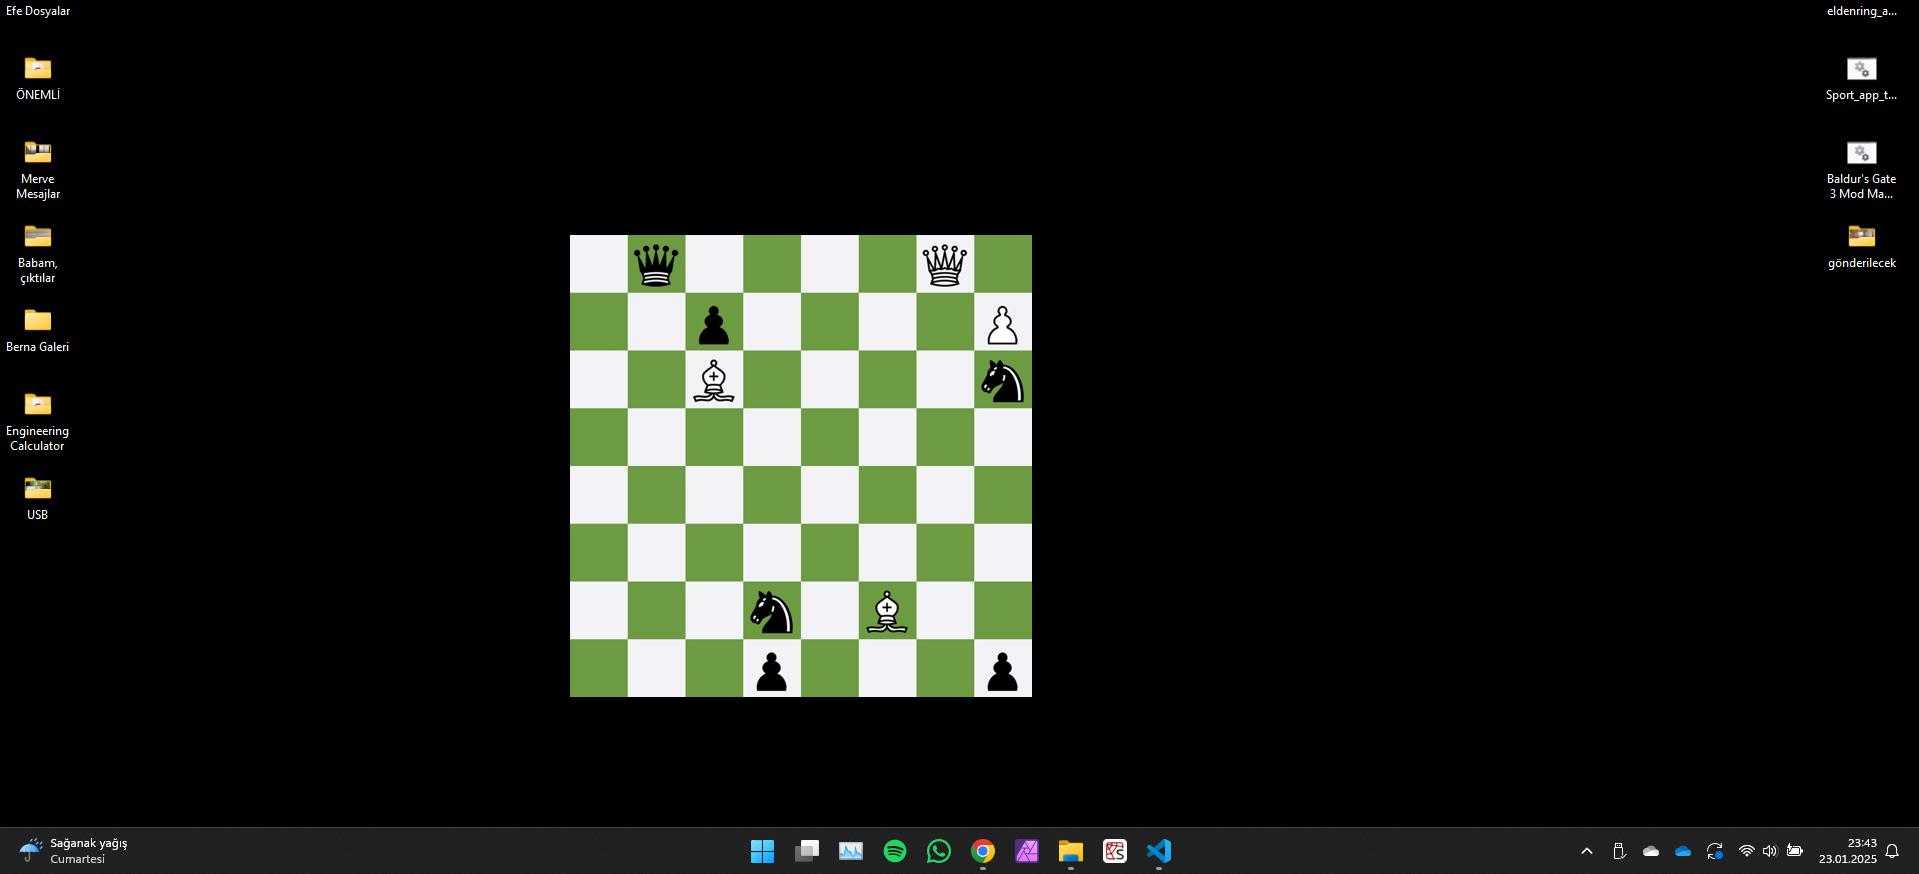 Efe Dosyalar
ÖNEMLİ
Merve
Mesajlar
Babam,
çıktılar
Berna Galeri
Engineering
Calculator
USB
eldenring_a...
Sport_app_t...
Baldur's Gate
3 Mod Ma...
gönderilecek
Sağanak yağış
Cumartesi
23:43
23.01.2025